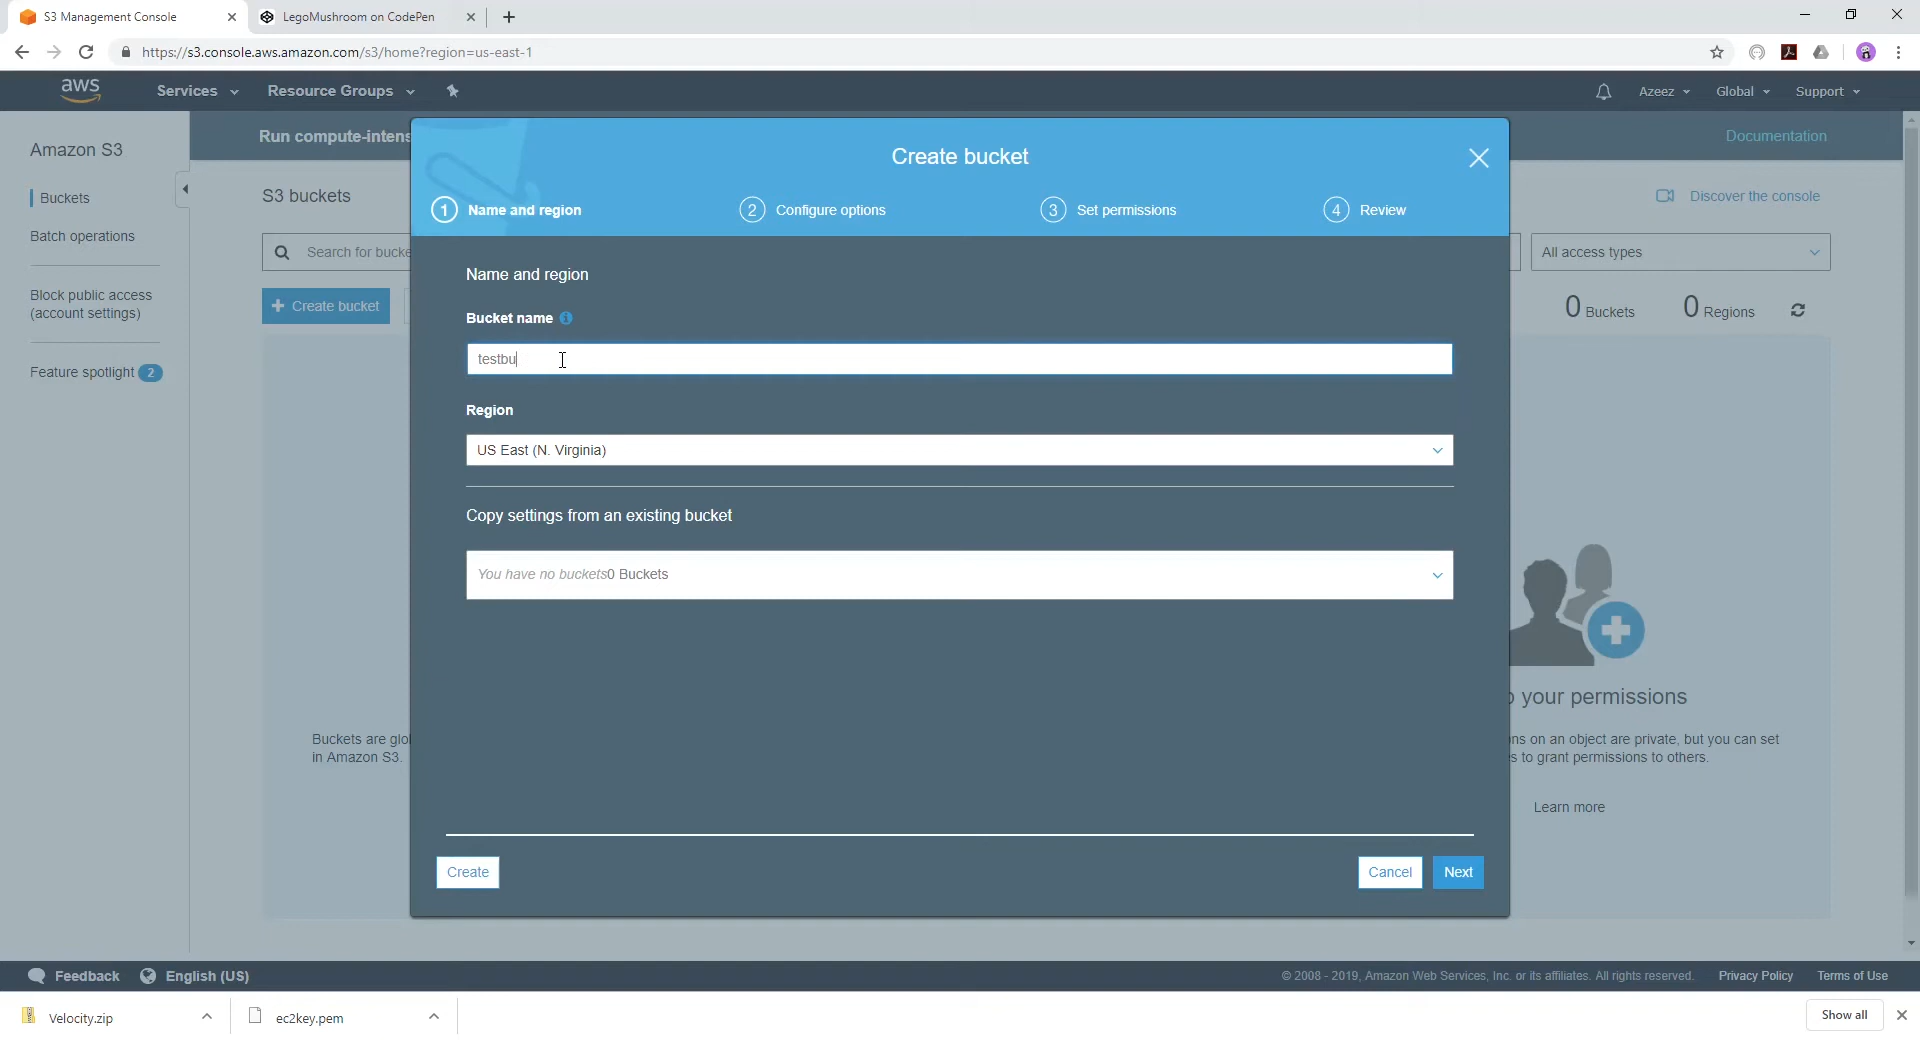 S3 Management Console
LegoMushroom on CodePen
https://s3.console.aws.amazon.com/s3/home?region=us-east-1
aws
Services
Resource Groups
Azeez
Global
Support
Amazon S3
Run compute-intens
Documentation
Create bucket
1 Name and region
2 Configure options
3 Set permissions
4 Review
Buckets
S3 buckets
Discover the console
Batch operations
Search for bucke
All access types
Name and region
Block public access
(account settings)
Create bucket
0 Buckets
0 Regions
Bucket name
testbu
Feature spotlight 2
Region
US East (N. Virginia)
Copy settings from an existing bucket
You have no buckets0 Buckets
your permissions
Buckets are glo
in Amazon S3.
ns on an object are private, but you can set
s to grant permissions to others.
Learn more
Create
Cancel
Next
Feedback
English (US)
© 2008 - 2019, Amazon Web Services, Inc. or its affiliates. All rights reserved.
Privacy Policy
Terms of Use
Velocity.zip
ec2key.pem
Show all